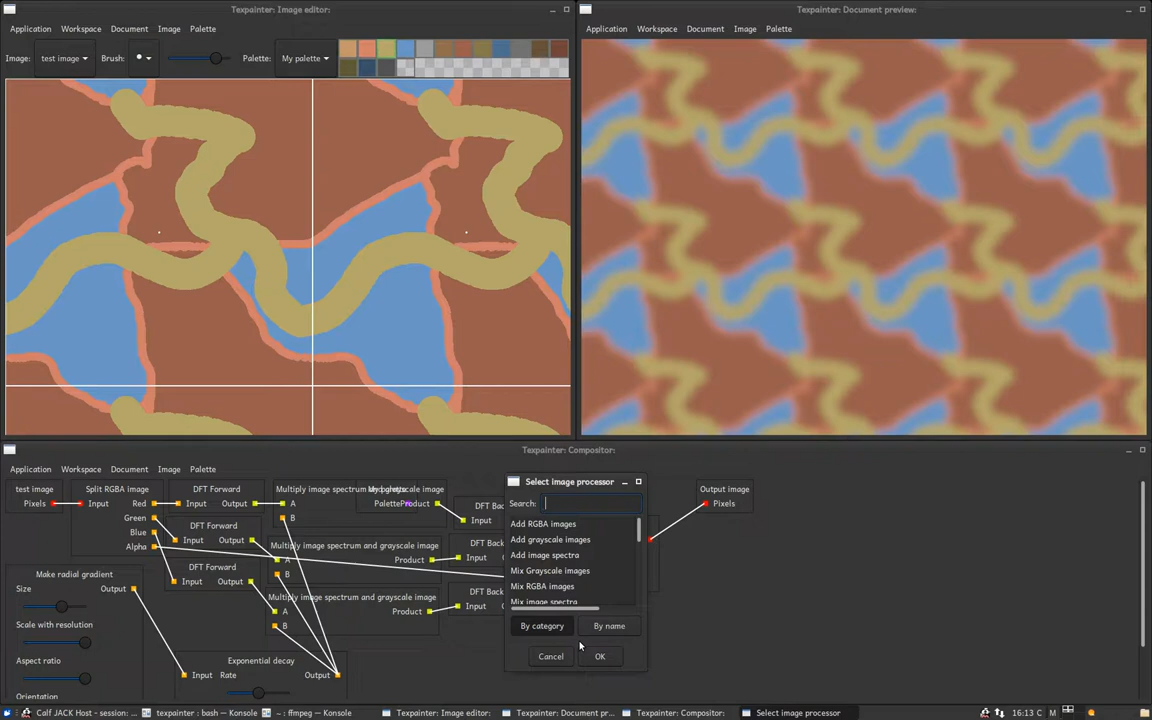 Texpainter: Image editor:
Application Workspace Document Image Palette
Image: test image Brush: Palette: My palette
Texpainter: Document preview:
Application Workspace Document Image Palette
Texpainter: Compositor:
Application Workspace Document Image Palette
test image
Pixels
Split RGBA image
Input Red
Green
Blue
Alpha
DFT Forward
Input Output
DFT Forward
Input Output
DFT Forward
Input Output
Multiply image spectrum
A
B
image
Palette Product
Multiply image spectrum and grayscale image
A Product
B
Multiply image spectrum and grayscale image
A Product
B
DFT Bac
Input
DFT Back
Input
DFT Back
Input
Output image
Pixels
Make radial gradient
Size Output
Scale with resolution
Aspect ratio
Orientation
Exponential decay
Input Rate Output
Select image processor
Search:
Add RGBA images
Add grayscale images
Add image spectra
Mix Grayscale images
Mix RGBA images
Mix image spectra
By category By name
Cancel OK
Calf JACK Host - session: ... texpainter : bash — Konsole ~ : ffmpeg — Konsole Texpainter: Image editor: Texpainter: Document pr... Texpainter: Compositor: Select image processor 16:13 C M